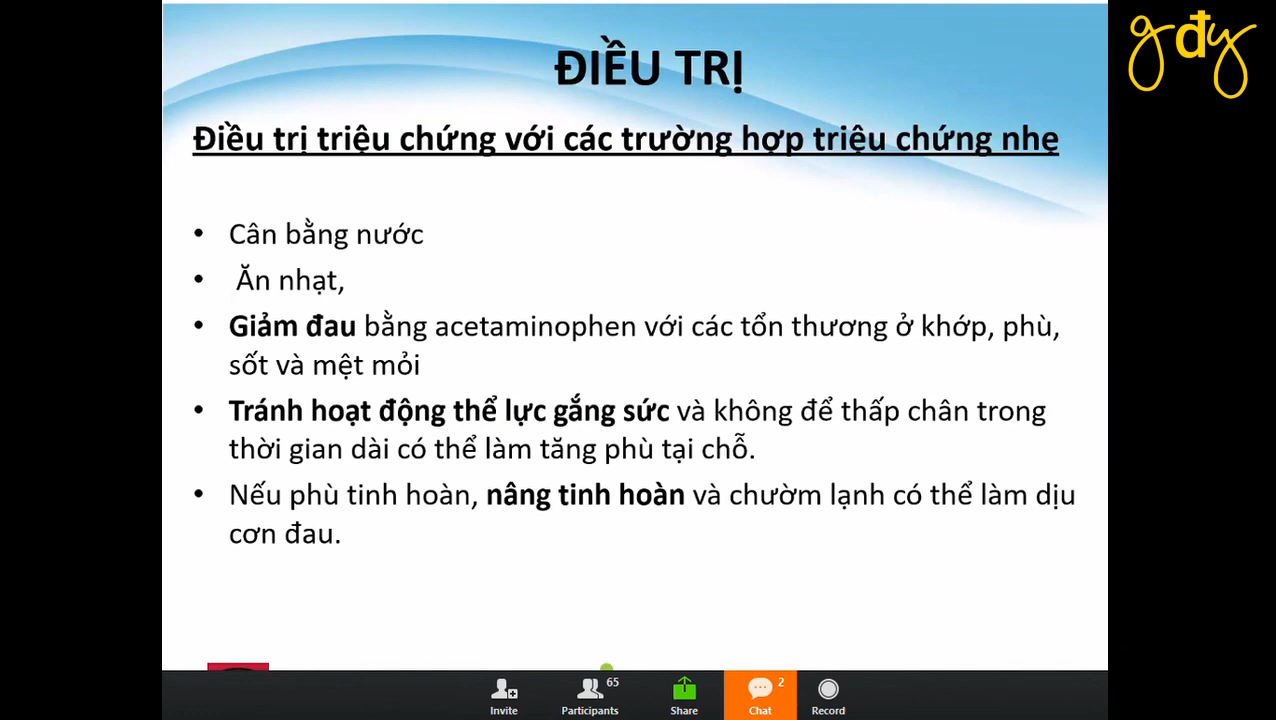 gđy
ĐIỀU TRỊ
Điều trị triệu chứng với các trường hợp triệu chứng nhẹ
• Cân bằng nước
• Ăn nhạt,
• Giảm đau bằng acetaminophen với các tổn thương ở khớp, phù,
sốt và mệt mỏi
• Tránh hoạt động thể lực gắng sức và không để thấp chân trong
thời gian dài có thể làm tăng phù tại chỗ.
• Nếu phù tinh hoàn, nâng tinh hoàn và chườm lạnh có thể làm dịu
cơn đau.
65
2
Invite
Participants
Share
Chat
Record